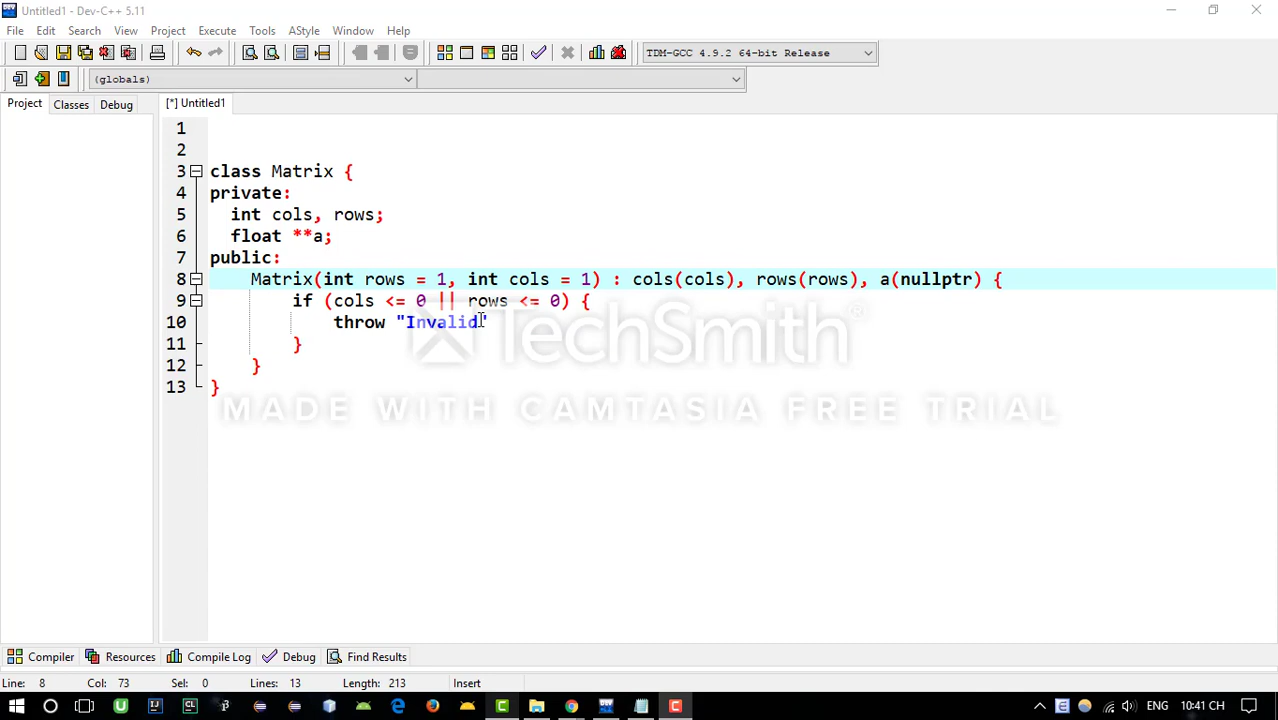 Untitled1 - Dev-C++ 5.11
File Edit Search View Project Execute Tools AStyle Window Help
TDM-GCC 4.9.2 64-bit Release
(globals)
Project Classes Debug [*] Untitled1
1
2
3 class Matrix {
4 private:
5 int cols, rows;
6 float **a;
7 public:
8 Matrix(int rows = 1, int cols = 1) : cols(cols), rows(rows), a(nullptr) {
9 if (cols <= 0 || rows <= 0) {
10 throw "Invalid"
11 }
12 }
13 }
TechSmith
MADE WITH CAMTASIA FREE TRIAL
Compiler Resources Compile Log Debug Find Results
Line: 8 Col: 73 Sel: 0 Lines: 13 Length: 213 Insert
ENG 10:41 CH